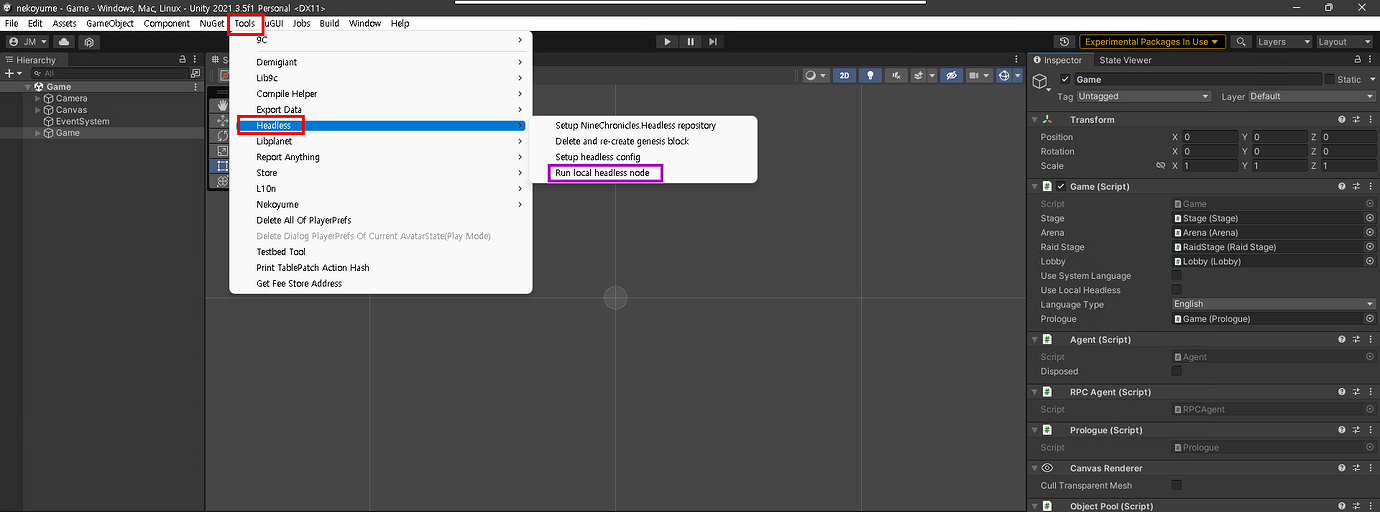 nekoyume - Game - Windows, Mac, Linux - Unity 2021.3.5f1 Personal <DX11>
File Edit Assets GameObject Component NuGet Tools uGUI Jobs Build Window Help
JM
Experimental Packages In Use
Layers
Layout
Hierarchy
All
Game
Camera
Canvas
EventSystem
Game
9C
Demigiant
Lib9c
Compile Helper
Export Data
Headless
Libplanet
Report Anything
Store
L10n
Nekoyume
Delete All Of PlayerPrefs
Delete Dialog PlayerPrefs Of Current AvatarState(Play Mode)
Testbed Tool
Print TablePatch Action Hash
Get Fee Store Address
Setup NineChronicles.Headless repository
Delete and re-create genesis block
Setup headless config
Run local headless node
2D
Inspector State Viewer
Game Static
Tag Untagged Layer Default
Transform
Position X 0 Y 0 Z 0
Rotation X 0 Y 0 Z 0
Scale X 1 Y 1 Z 1
Game (Script)
Script Game
Stage Stage (Stage)
Arena Arena (Arena)
Raid Stage RaidStage (Raid Stage)
Lobby Lobby (Lobby)
Use System Language
Use Local Headless
Language Type English
Prologue Game (Prologue)
Agent (Script)
Script Agent
Disposed
RPC Agent (Script)
Script RPCAgent
Prologue (Script)
Script Prologue
Canvas Renderer
Cull Transparent Mesh
Object Pool (Script)